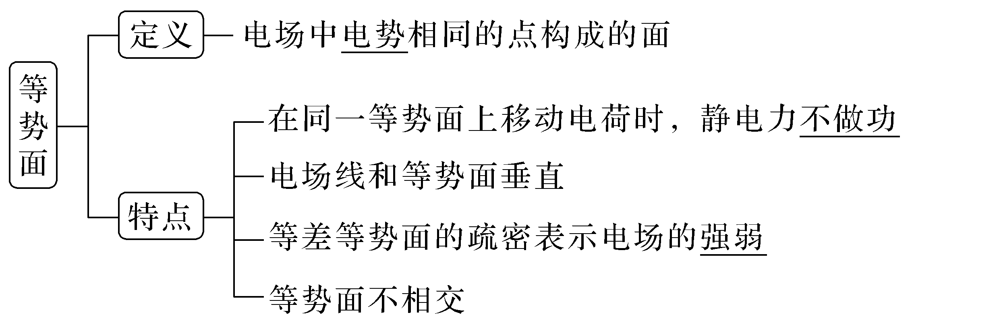 等势面
定义
电场中电势相同的点构成的面
特点
在同一等势面上移动电荷时，静电力不做功
电场线和等势面垂直
等差等势面的疏密表示电场的强弱
等势面不相交